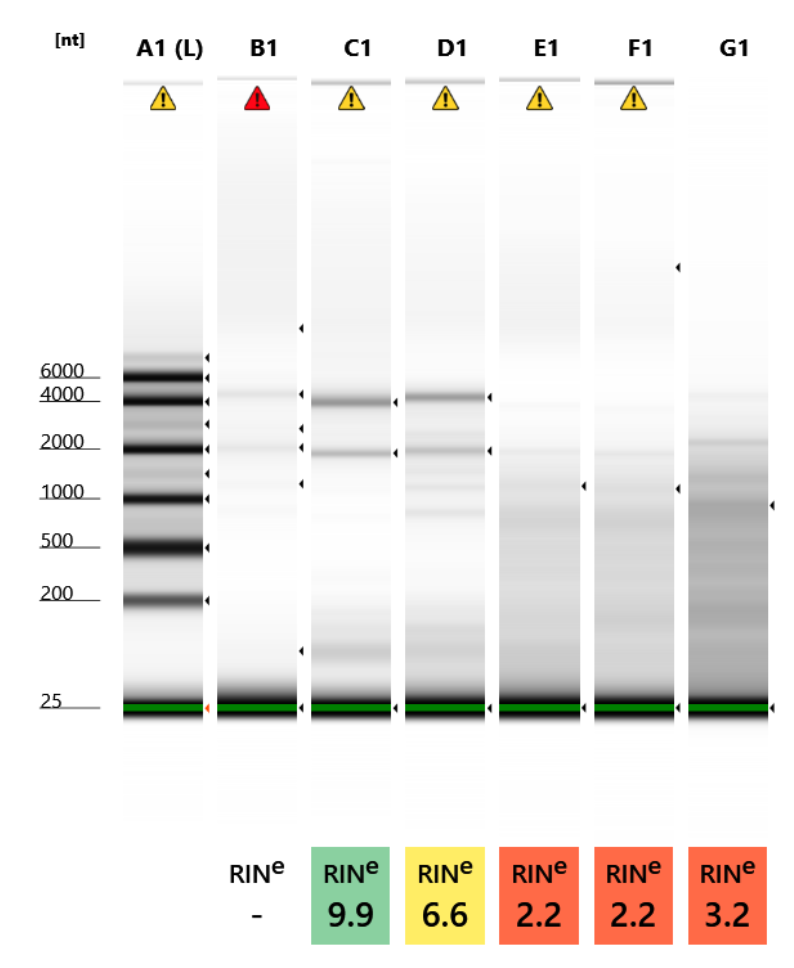 [nt] A1 (L) B1 C1 D1 E1 F1 G1
6000
4000
2000
1000
500
200
25
RINe RINe RINe RINe RINe RINe
- 9.9 6.6 2.2 2.2 3.2